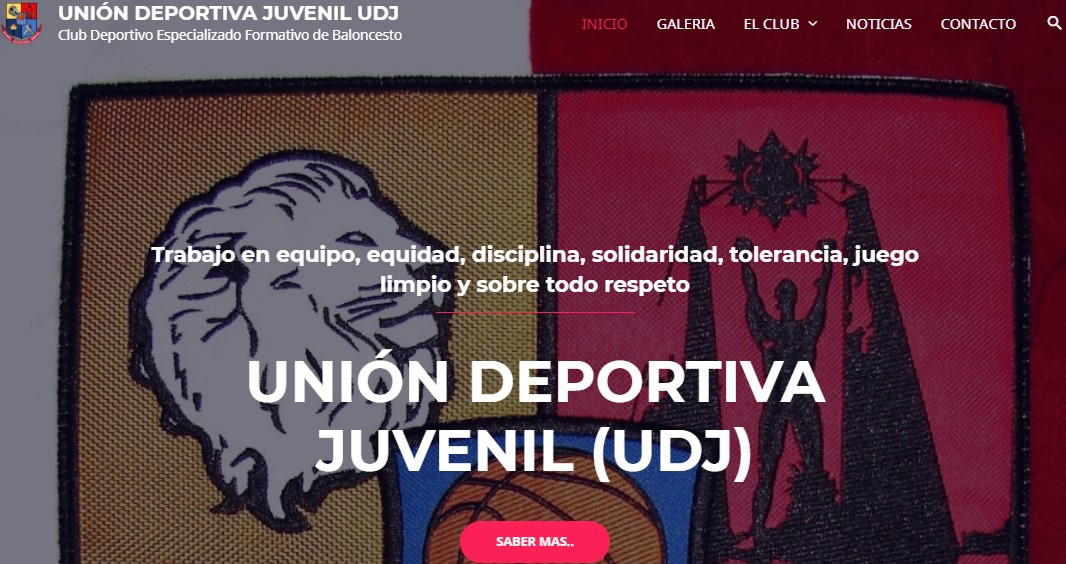 UNIÓN DEPORTIVA JUVENIL UDJ
Club Deportivo Especializado Formativo de Baloncesto
INICIO GALERIA EL CLUB NOTICIAS CONTACTO
Trabajo en equipo, equidad, disciplina, solidaridad, tolerancia, juego
limpio y sobre todo respeto
UNIÓN DEPORTIVA
JUVENIL (UDJ)
SABER MAS..